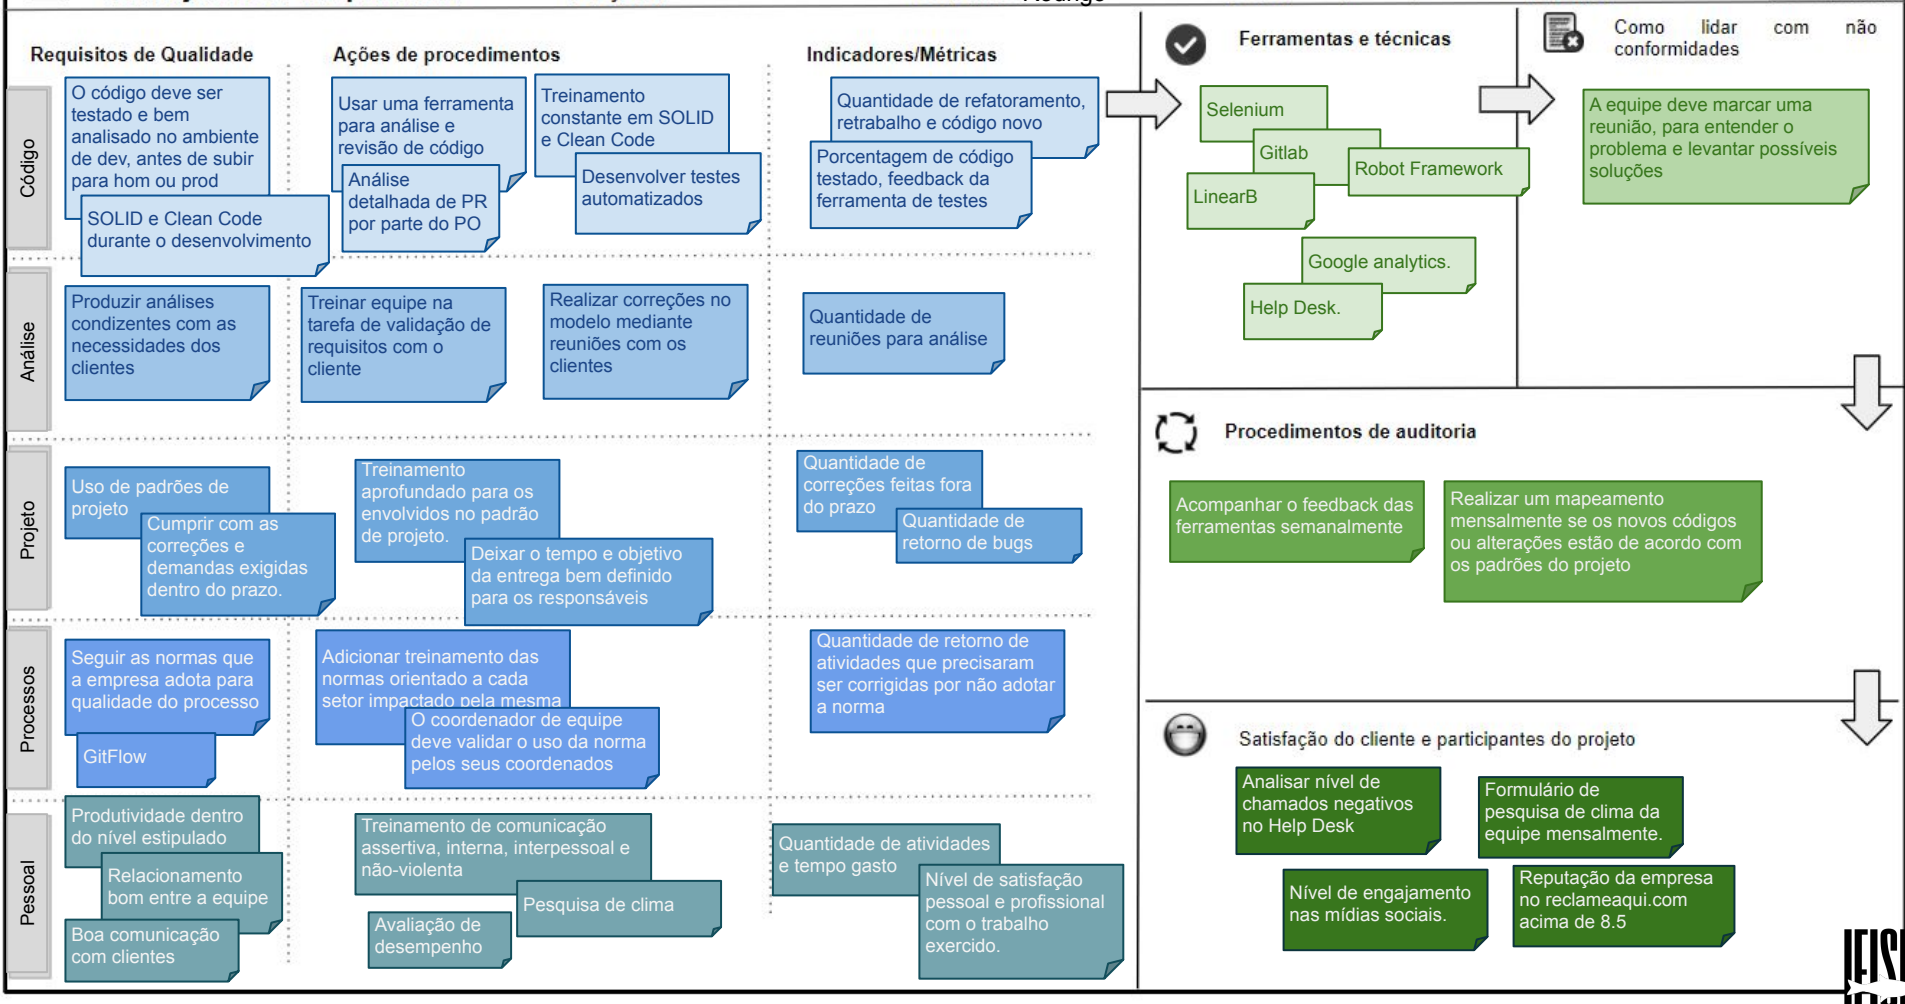 Requisitos de Qualidade
Ações de procedimentos
Indicadores/Métricas
Código
O código deve ser
testado e bem
analisado no ambiente
de dev, antes de subir
para hom ou prod
SOLID e Clean Code
durante o desenvolvimento
Usar uma ferramenta
para análise e
revisão de código
Análise
detalhada de PR
por parte do PO
Treinamento
constante em SOLID
e Clean Code
Desenvolver testes
automatizados
Quantidade de refatoramento,
retrabalho e código novo
Porcentagem de código
testado, feedback da
ferramenta de testes
Análise
Produzir análises
condizentes com as
necessidades dos
clientes
Treinar equipe na
tarefa de validação de
requisitos com o
cliente
Realizar correções no
modelo mediante
reuniões com os
clientes
Quantidade de
reuniões para análise
Projeto
Uso de padrões de
projeto
Cumprir com as
correções e
demandas exigidas
dentro do prazo.
Treinamento
aprofundado para os
envolvidos no padrão
de projeto.
Deixar o tempo e objetivo
da entrega bem definido
para os responsáveis
Quantidade de
correções feitas fora
do prazo
Quantidade de
retorno de bugs
Processos
Seguir as normas que
a empresa adota para
qualidade do processo
GitFlow
Adicionar treinamento das
normas orientado a cada
setor impactado pela mesma
O coordenador de equipe
deve validar o uso da norma
pelos seus coordenados
Quantidade de retorno de
atividades que precisaram
ser corrigidas por não adotar
a norma
Pessoal
Produtividade dentro
do nível estipulado
Relacionamento
bom entre a equipe
Boa comunicação
com clientes
Treinamento de comunicação
assertiva, interna, interpessoal e
não-violenta
Pesquisa de clima
Avaliação de
desempenho
Quantidade de atividades
e tempo gasto
Nível de satisfação
pessoal e profissional
com o trabalho
exercido.
Ferramentas e técnicas
Selenium
Gitlab
Robot Framework
LinearB
Google analytics.
Help Desk.
Como lidar com não
conformidades
A equipe deve marcar uma
reunião, para entender o
problema e levantar possíveis
soluções
Procedimentos de auditoria
Acompanhar o feedback das
ferramentas semanalmente
Realizar um mapeamento
mensalmente se os novos códigos
ou alterações estão de acordo com
os padrões do projeto
Satisfação do cliente e participantes do projeto
Analisar nível de
chamados negativos
no Help Desk
Formulário de
pesquisa de clima da
equipe mensalmente.
Nível de engajamento
nas mídias sociais.
Reputação da empresa
no reclameaqui.com
acima de 8.5